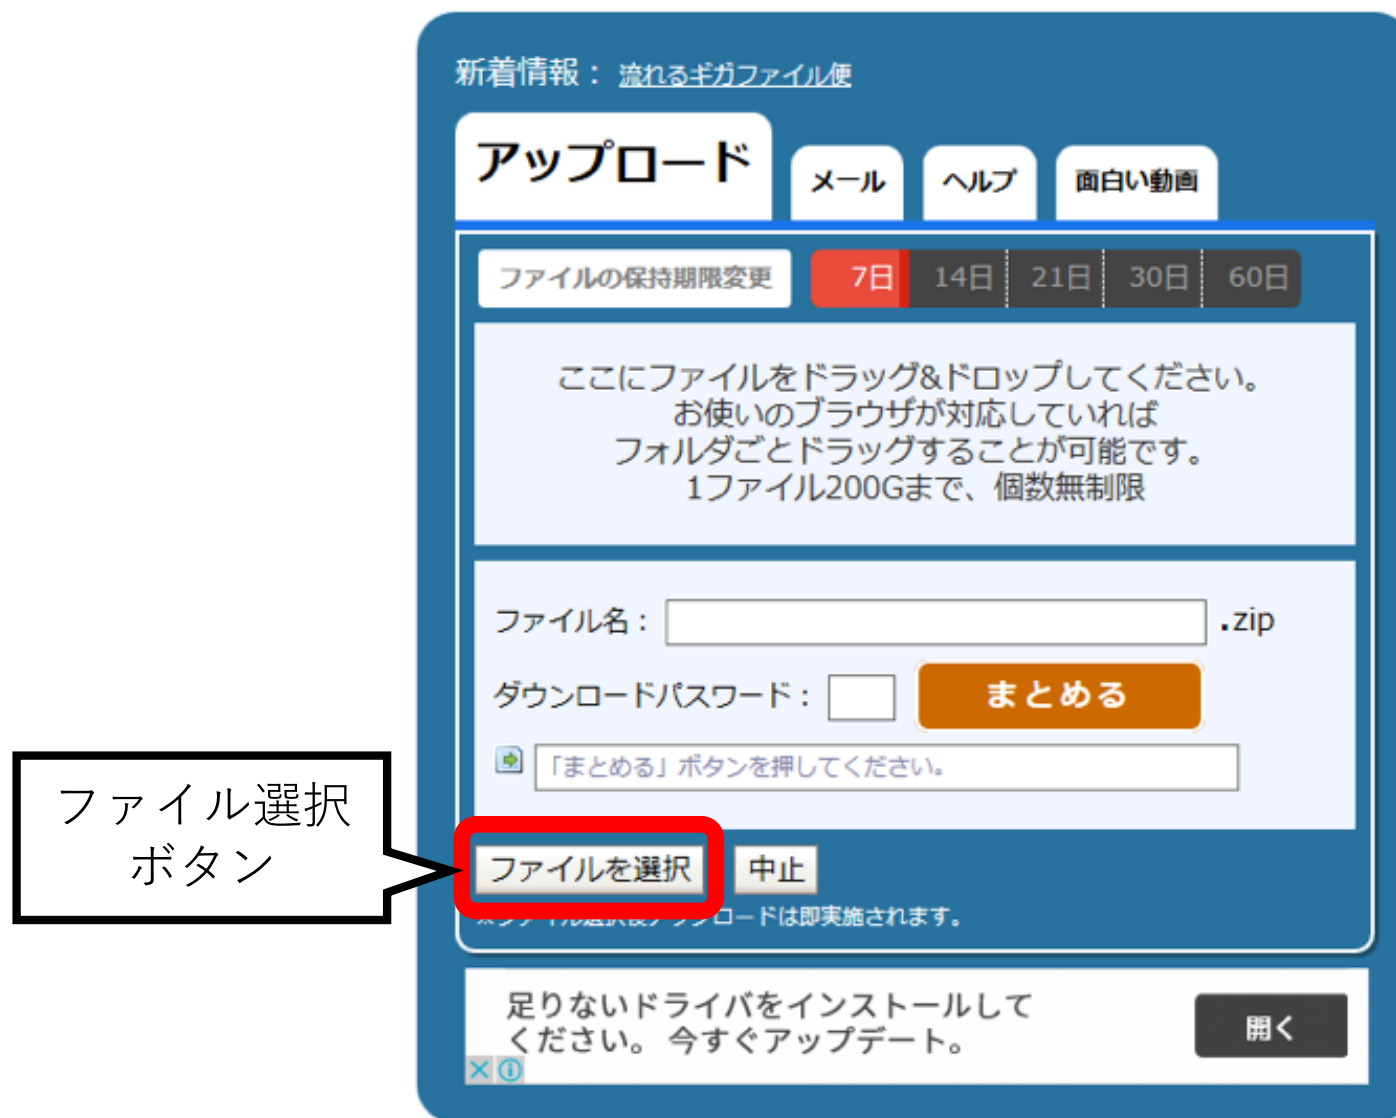 新着情報： 流れるギガファイル便
アップロード
メール
ヘルプ
面白い動画
ファイルの保持期限変更
7日 14日 21日 30日 60日
ここにファイルをドラッグ&ドロップしてください。
お使いのブラウザが対応していれば
フォルダごとドラッグすることが可能です。
1ファイル200Gまで、個数無制限
ファイル名： .zip
ダウンロードパスワード： まとめる
「まとめる」ボタンを押してください。
ファイル選択
ボタン
ファイルを選択 中止
※ファイル選択後アップロードは即実施されます。
足りないドライバをインストールして
ください。 今すぐアップデート。
開く